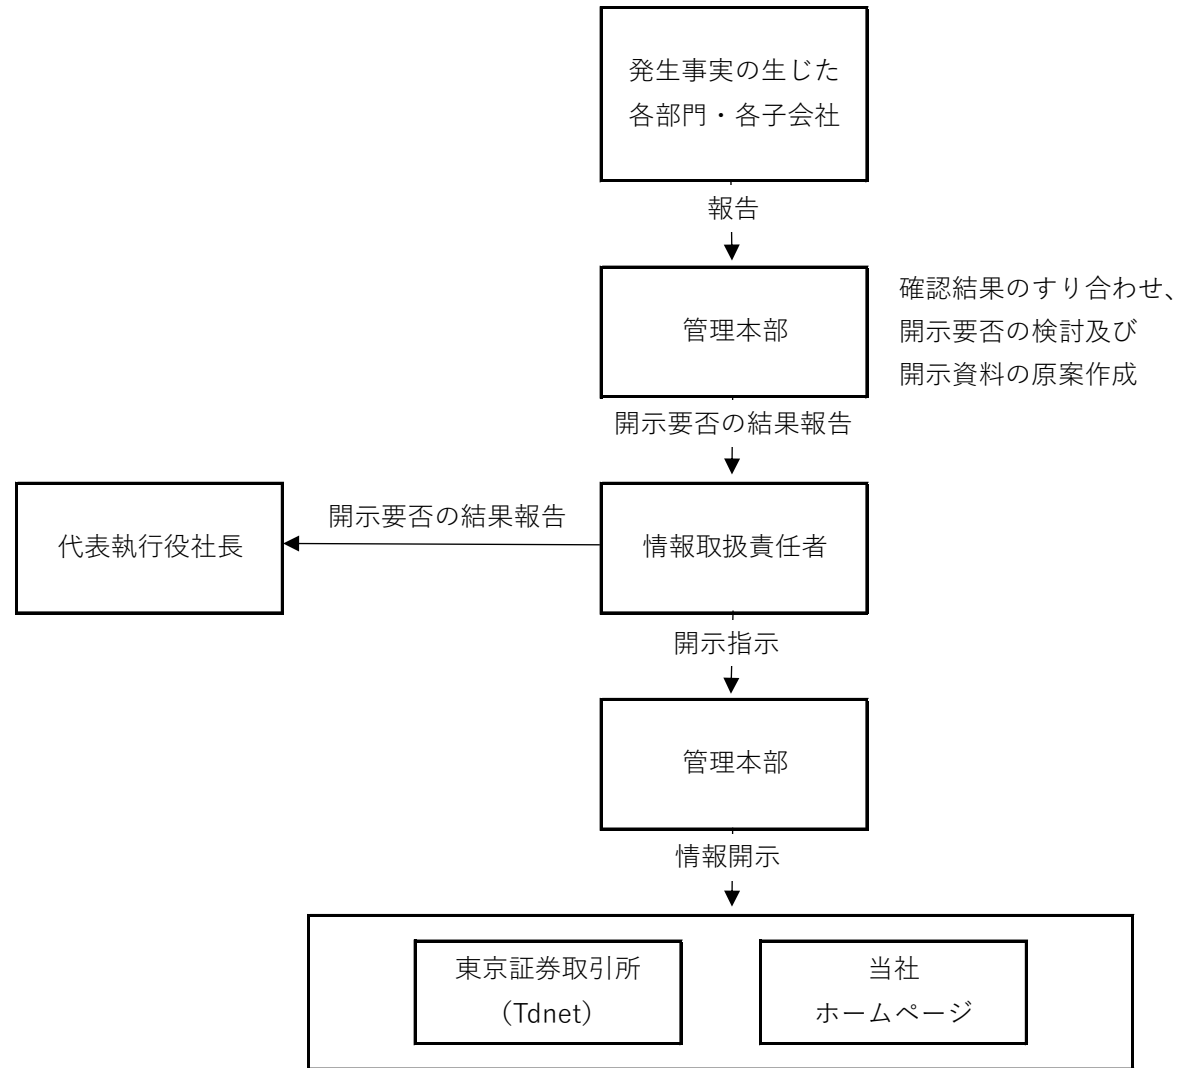 発生事実の生じた
各部門・各子会社
報告
管理本部
確認結果のすり合わせ、
開示要否の検討及び
開示資料の原案作成
開示要否の結果報告
代表執行役社長
開示要否の結果報告
情報取扱責任者
開示指示
管理本部
情報開示
東京証券取引所
（Tdnet）
当社
ホームページ